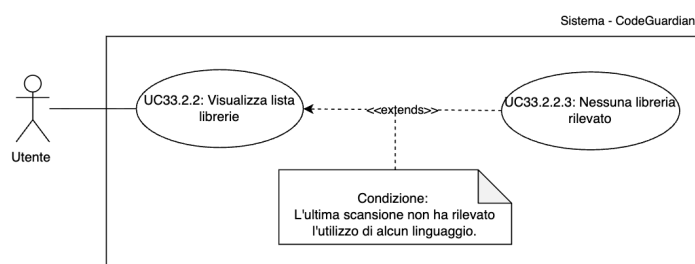 Sistema - CodeGuardian
UC33.2.2: Visualizza lista
librerie
<<extends>>
UC33.2.2.3: Nessuna libreria
rilevato
Utente
Condizione:
L'ultima scansione non ha rilevato
l'utilizzo di alcun linguaggio.